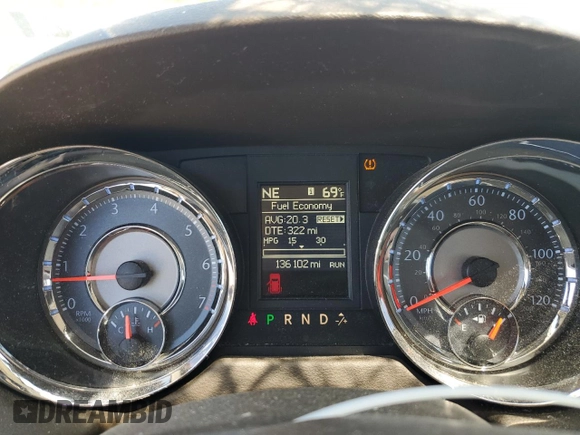 NE 69°F
Fuel Economy
AVG:20.3 RESET
DTE:322 mi
MPG 15 30
136102 mi RUN
P R N D
0 1 2 3 4 5 6 7
RPM
x1000
C H
0 20 40 60 80 100 120
MPH
E F
DREAMBID